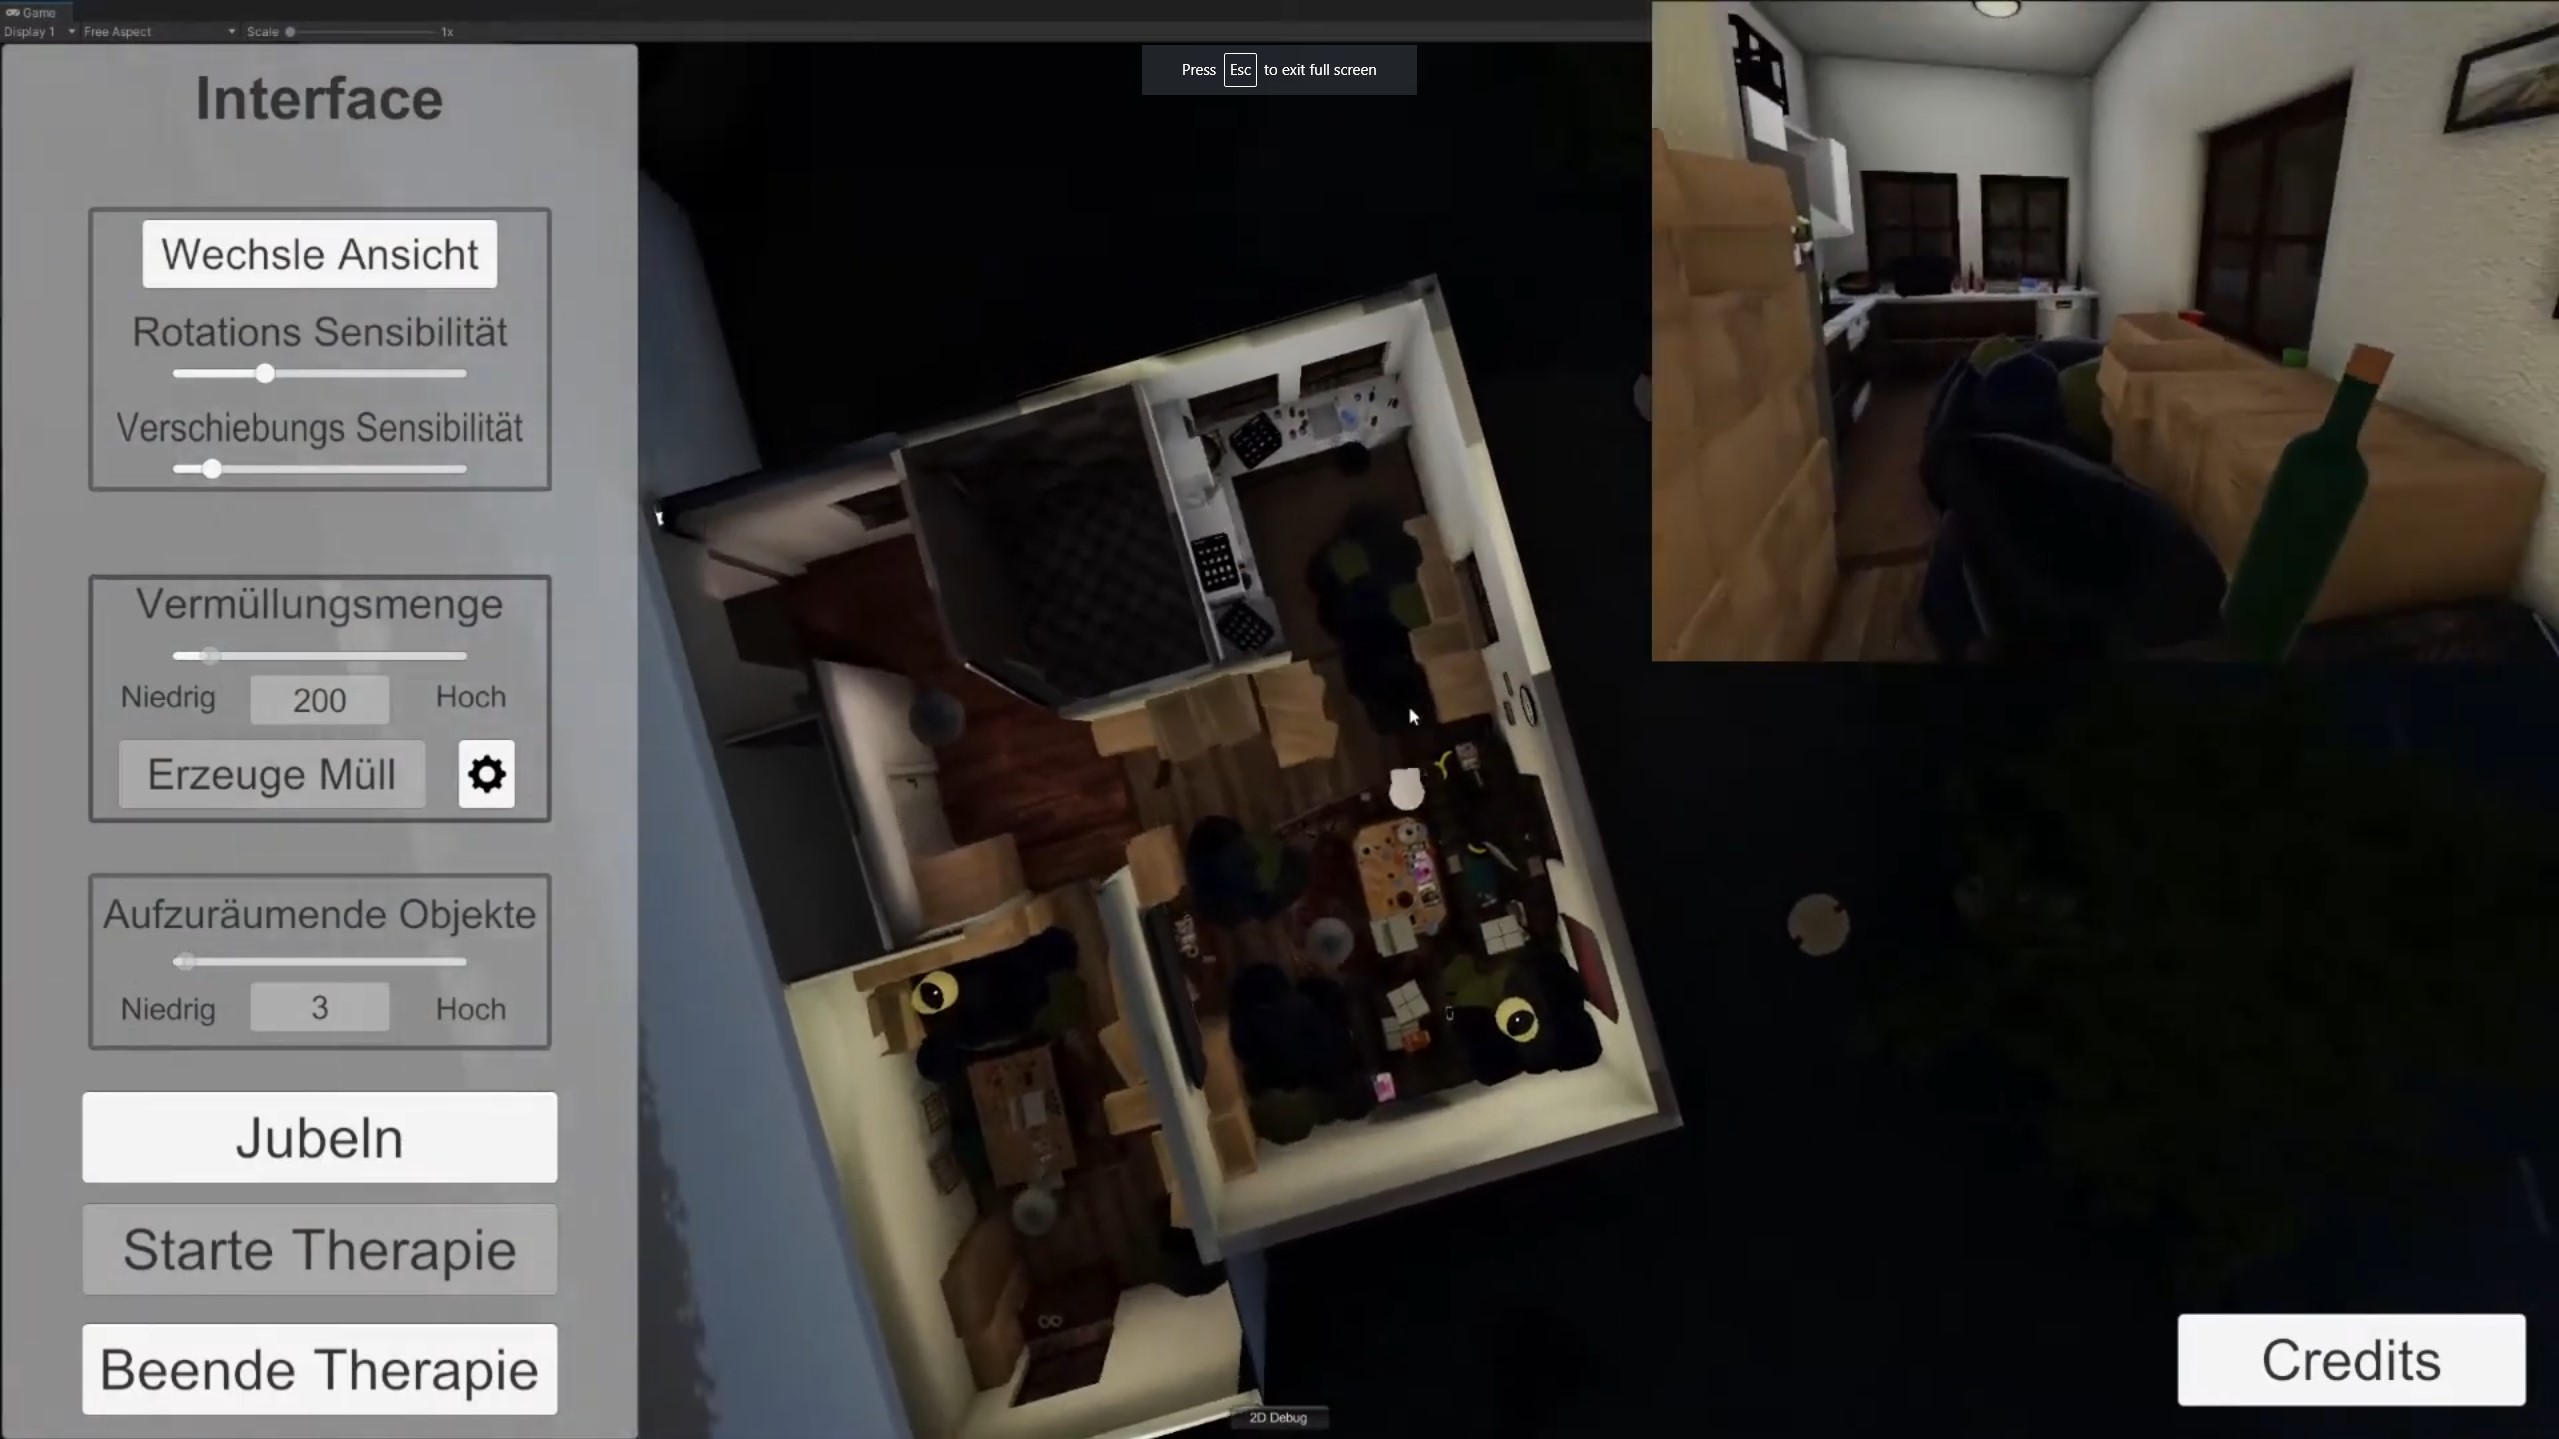 Game
Display 1 Free Aspect Scale 1x
Press Esc to exit full screen
Interface
Wechsle Ansicht
Rotations Sensibilität
Verschiebungs Sensibilität
Vermüllungsmenge
Niedrig 200 Hoch
Erzeuge Müll
Aufzuräumende Objekte
Niedrig 3 Hoch
Jubeln
Starte Therapie
Beende Therapie
2D Debug
Credits